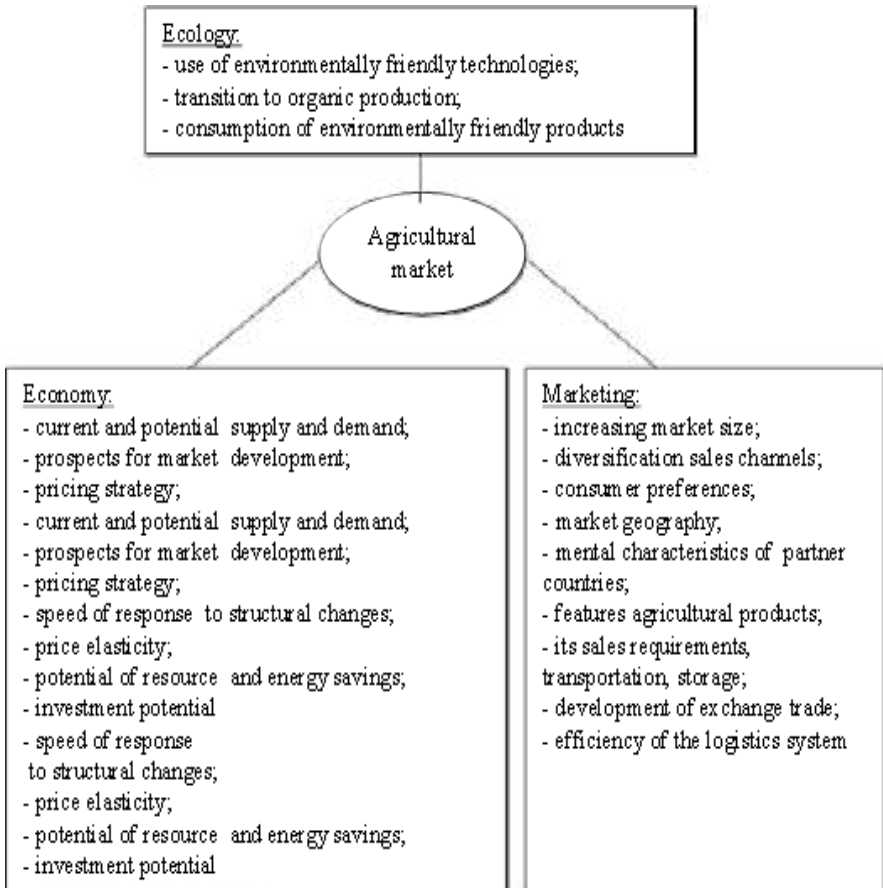 Ecology:
- use of environmentally friendly technologies;
- transition to organic production;
- consumption of environmentally friendly products
Agricultural
market
Economy:
- current and potential supply and demand;
- prospects for market development;
- pricing strategy;
- current and potential supply and demand;
- prospects for market development;
- pricing strategy;
- speed of response to structural changes;
- price elasticity;
- potential of resource and energy savings;
- investment potential
- speed of response
to structural changes;
- price elasticity;
- potential of resource and energy savings;
- investment potential
Marketing:
- increasing market size;
- diversification sales channels;
- consumer preferences;
- market geography;
- mental characteristics of partner
countries;
- features agricultural products;
- its sales requirements,
transportation, storage;
- development of exchange trade;
- efficiency of the logistics system